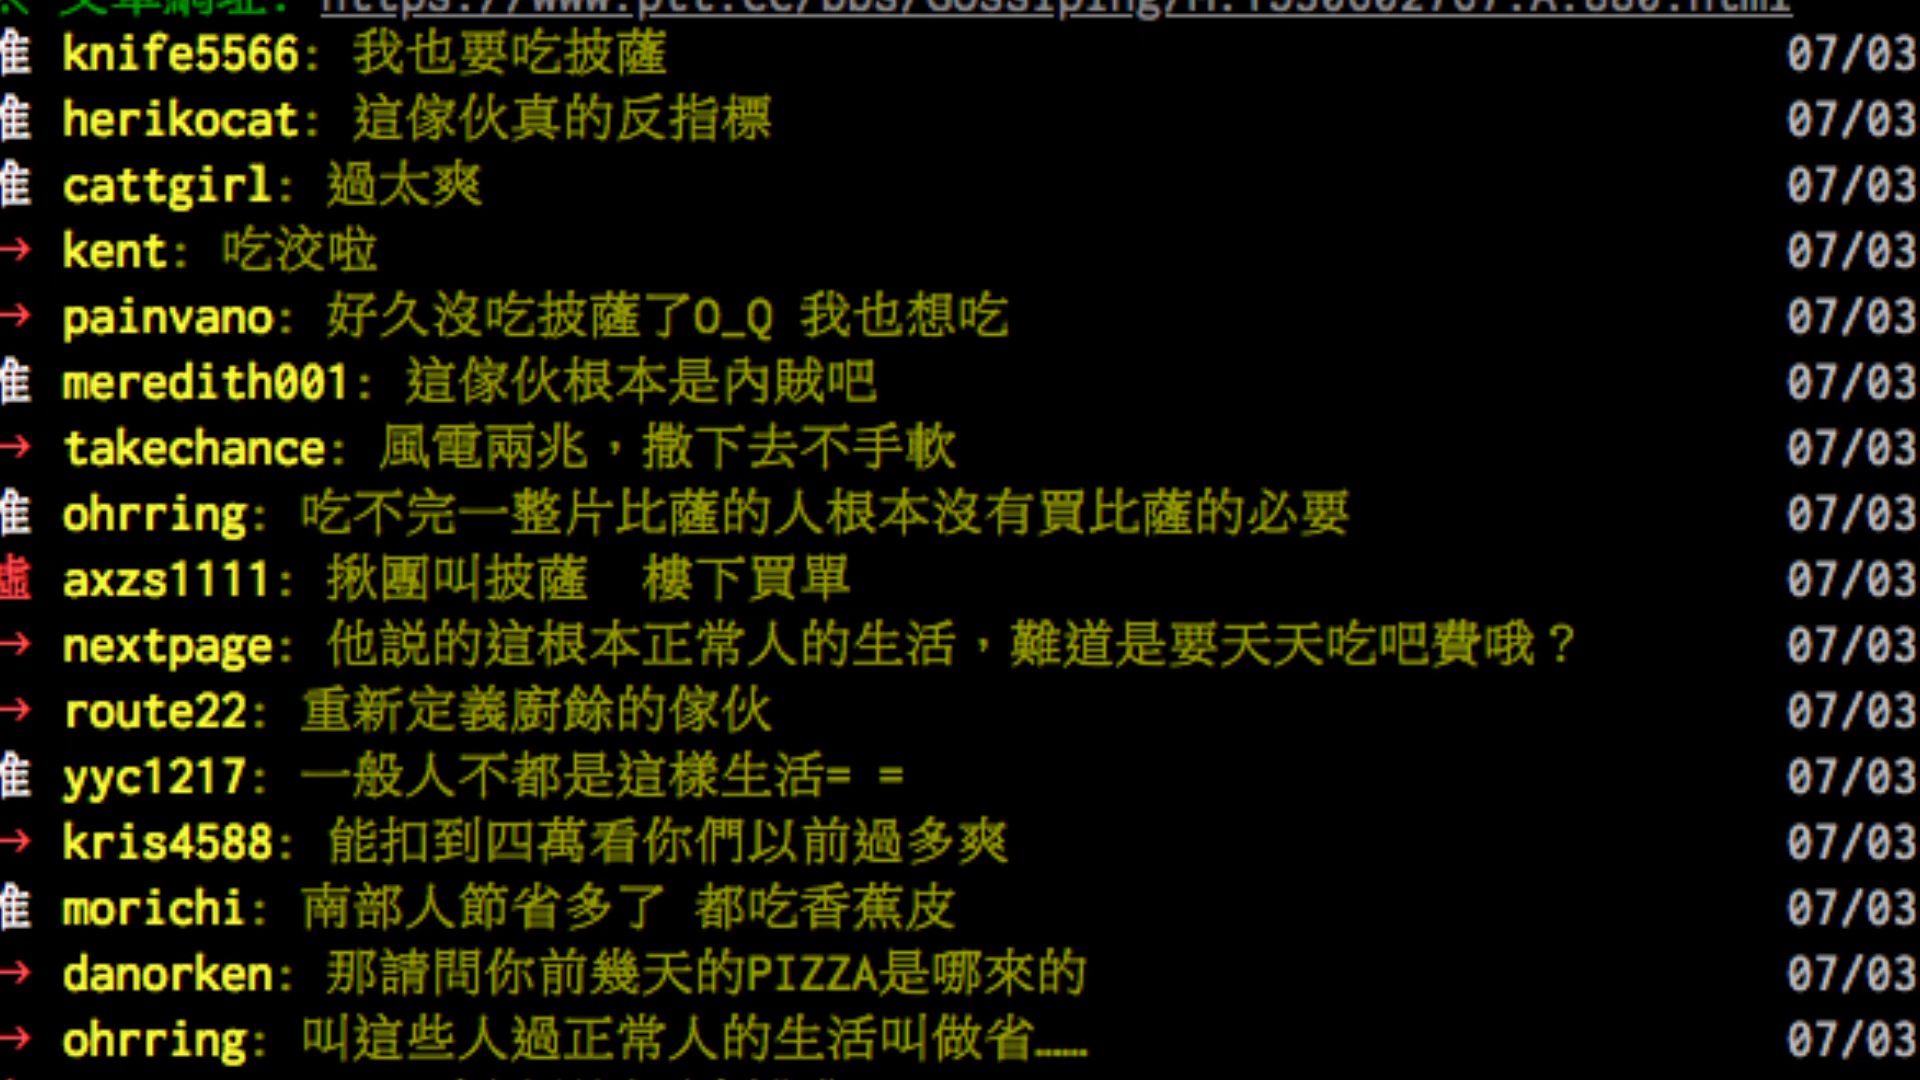 推 knife5566: 我也要吃披薩 07/03
推 herikocat: 這傢伙真的反指標 07/03
推 cattgirl: 過太爽 07/03
→ kent: 吃洨啦 07/03
→ painvano: 好久沒吃披薩了O_Q 我也想吃 07/03
推 meredith001: 這傢伙根本是內賊吧 07/03
→ takechance: 風電兩兆，撒下去不手軟 07/03
推 ohrring: 吃不完一整片比薩的人根本沒有買比薩的必要 07/03
噓 axzs1111: 揪團叫披薩　樓下買單 07/03
→ nextpage: 他説的這根本正常人的生活，難道是要天天吃吧費哦？ 07/03
→ route22: 重新定義廚餘的傢伙 07/03
推 yyc1217: 一般人不都是這樣生活= = 07/03
→ kris4588: 能扣到四萬看你們以前過多爽 07/03
推 morichi: 南部人節省多了 都吃香蕉皮 07/03
→ danorken: 那請問你前幾天的PIZZA是哪來的 07/03
→ ohrring: 叫這些人過正常人的生活叫做省…… 07/03